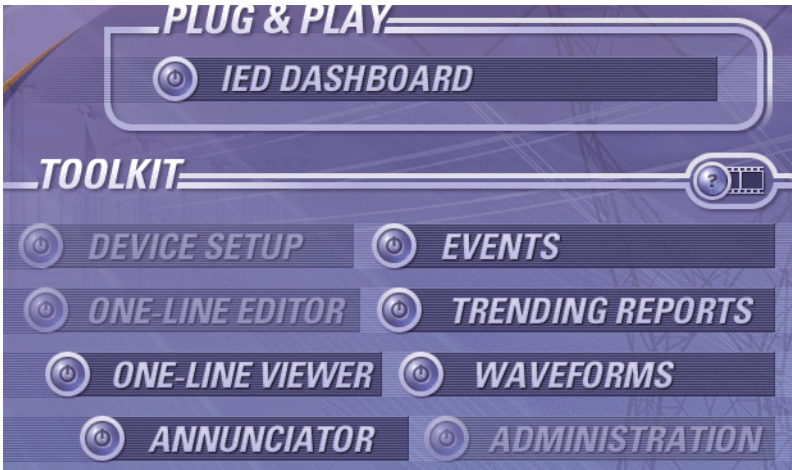 PLUG & PLAY
IED DASHBOARD
TOOLKIT
?
DEVICE SETUP
EVENTS
ONE-LINE EDITOR
TRENDING REPORTS
ONE-LINE VIEWER
WAVEFORMS
ANNUNCIATOR
ADMINISTRATION